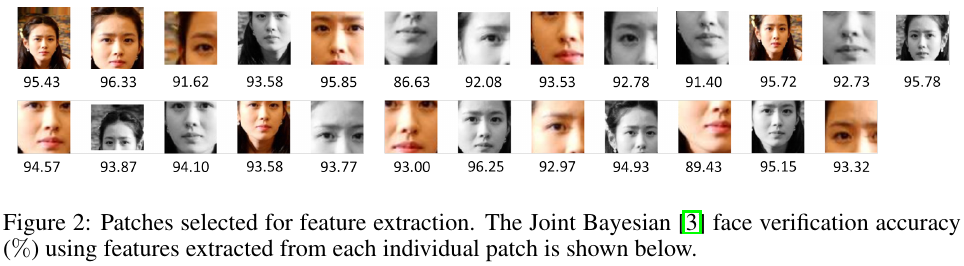 95.43 96.33 91.62 93.58 95.85 86.63 92.08 93.53 92.78 91.40 95.72 92.73 95.78
94.57 93.87 94.10 93.58 93.77 93.00 96.25 92.97 94.93 89.43 95.15 93.32
Figure 2: Patches selected for feature extraction. The Joint Bayesian [3] face verification accuracy
(%) using features extracted from each individual patch is shown below.